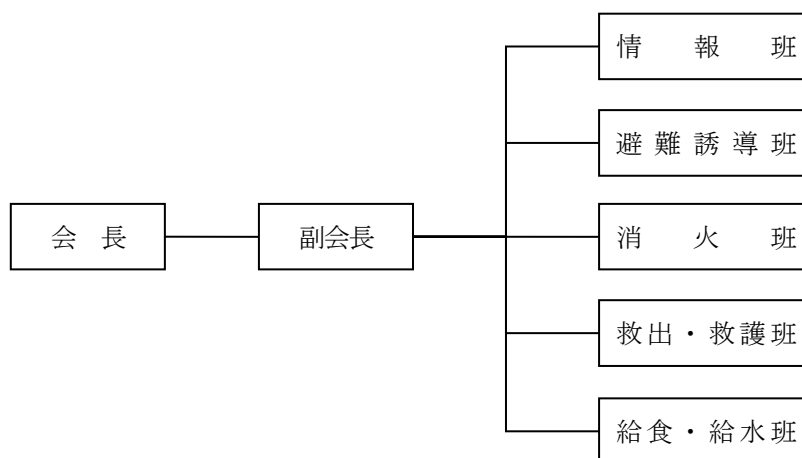 情報班
避難誘導班
会長
副会長
消火班
救出・救護班
給食・給水班